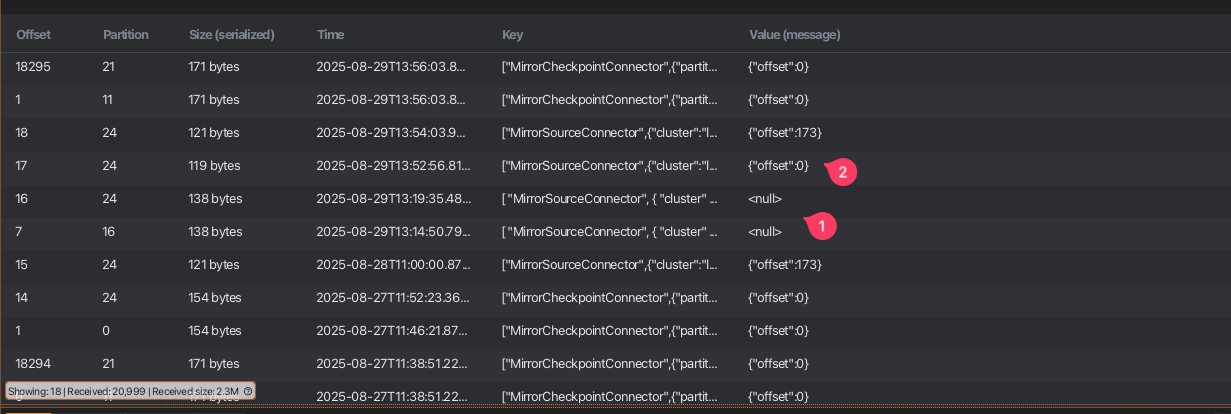 Offset Partition Size (serialized) Time Key Value (message)
18295 21 171 bytes 2025-08-29T13:56:03.8... ["MirrorCheckpointConnector",{"partit... {"offset":0}
1 11 171 bytes 2025-08-29T13:56:03.8... ["MirrorCheckpointConnector",{"partit... {"offset":0}
18 24 121 bytes 2025-08-29T13:54:03.9... ["MirrorSourceConnector",{"cluster":"l... {"offset":173}
17 24 119 bytes 2025-08-29T13:52:56.81... ["MirrorSourceConnector",{"cluster":"l... {"offset":0} 2
16 24 138 bytes 2025-08-29T13:19:35.48... [ "MirrorSourceConnector", { "cluster" ... <null>
7 16 138 bytes 2025-08-29T13:14:50.79... [ "MirrorSourceConnector", { "cluster" ... <null> 1
15 24 121 bytes 2025-08-28T11:00:00.87... ["MirrorSourceConnector",{"cluster":"l... {"offset":173}
14 24 154 bytes 2025-08-27T11:52:23.36... ["MirrorCheckpointConnector",{"partit... {"offset":0}
1 0 154 bytes 2025-08-27T11:46:21.87... ["MirrorCheckpointConnector",{"partit... {"offset":0}
18294 21 171 bytes 2025-08-27T11:38:51.22... ["MirrorCheckpointConnector",{"partit... {"offset":0}
Showing: 18 | Received: 20,999 | Received size: 2.3M
2025-08-27T11:38:51.22... ["MirrorCheckpointConnector",{"partit... {"offset":0}